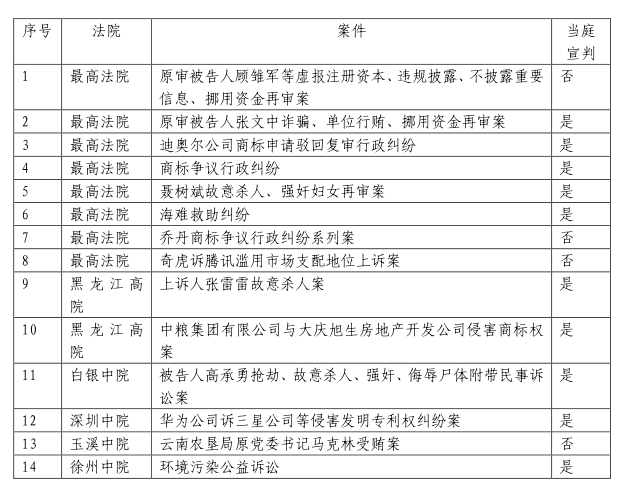 序号 法院 案件 当庭
宣判
1 最高法院 原审被告人顾雏军等虚报注册资本、违规披露、不披露重要 否
信息、挪用资金再审案
2 最高法院 原审被告人张文中诈骗、单位行贿、挪用资金再审案 是
3 最高法院 迪奥尔公司商标申请驳回复审行政纠纷 是
4 最高法院 商标争议行政纠纷 是
5 最高法院 聂树斌故意杀人、强奸妇女再审案 是
6 最高法院 海难救助纠纷 是
7 最高法院 乔丹商标争议行政纠纷系列案 否
8 最高法院 奇虎诉腾讯滥用市场支配地位上诉案 否
9 黑龙江高 上诉人张雷雷故意杀人案 是
院
10 黑龙江高 中粮集团有限公司与大庆旭生房地产开发公司侵害商标权 是
院 案
11 白银中院 被告人高承勇抢劫、故意杀人、强奸、侮辱尸体附带民事诉 是
讼案
12 深圳中院 华为公司诉三星公司等侵害发明专利权纠纷案 是
13 玉溪中院 云南农垦局原党委书记马克林受贿案 否
14 徐州中院 环境污染公益诉讼 是